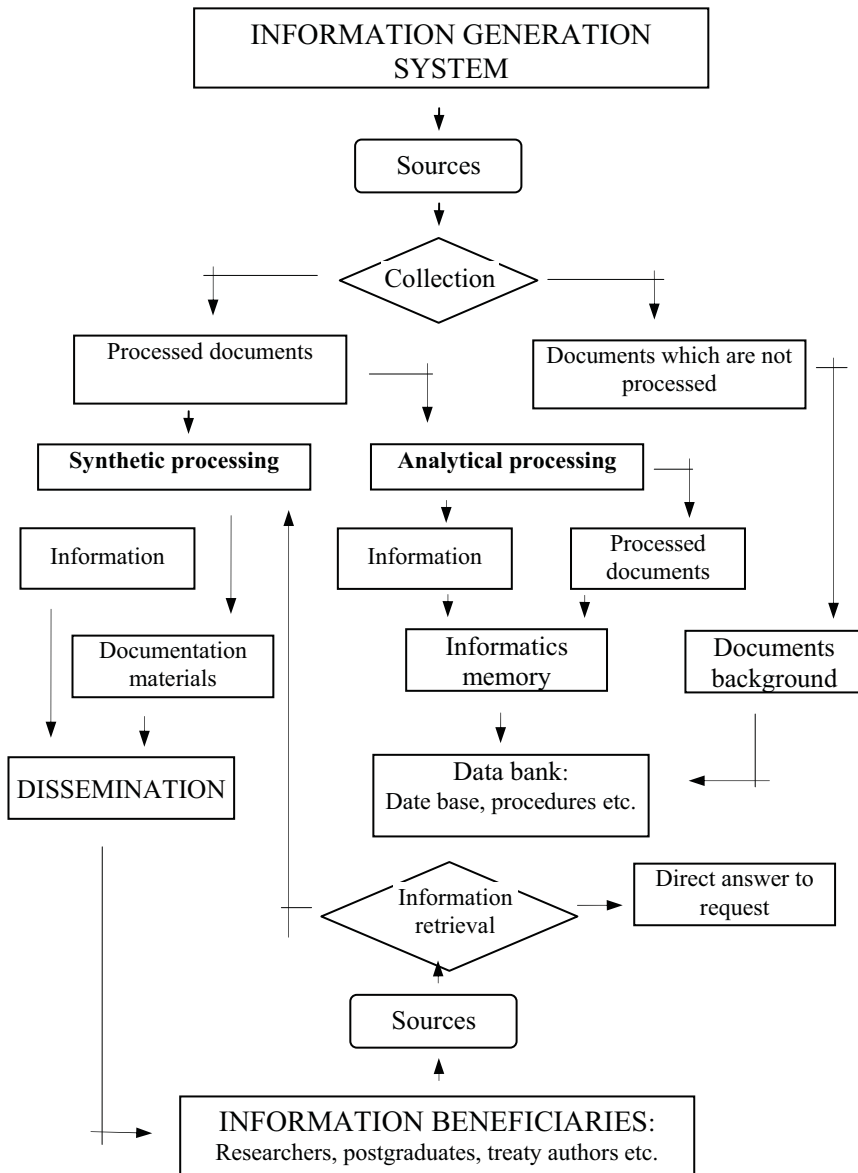 INFORMATION GENERATION
SYSTEM
Sources
Collection
Processed documents
Documents which are not
processed
Synthetic processing
Analytical processing
Information
Information
Processed
documents
Documentation
materials
Informatics
memory
Documents
background
DISSEMINATION
Data bank:
Date base, procedures etc.
Information
retrieval
Direct answer to
request
Sources
INFORMATION BENEFICIARIES:
Researchers, postgraduates, treaty authors etc.